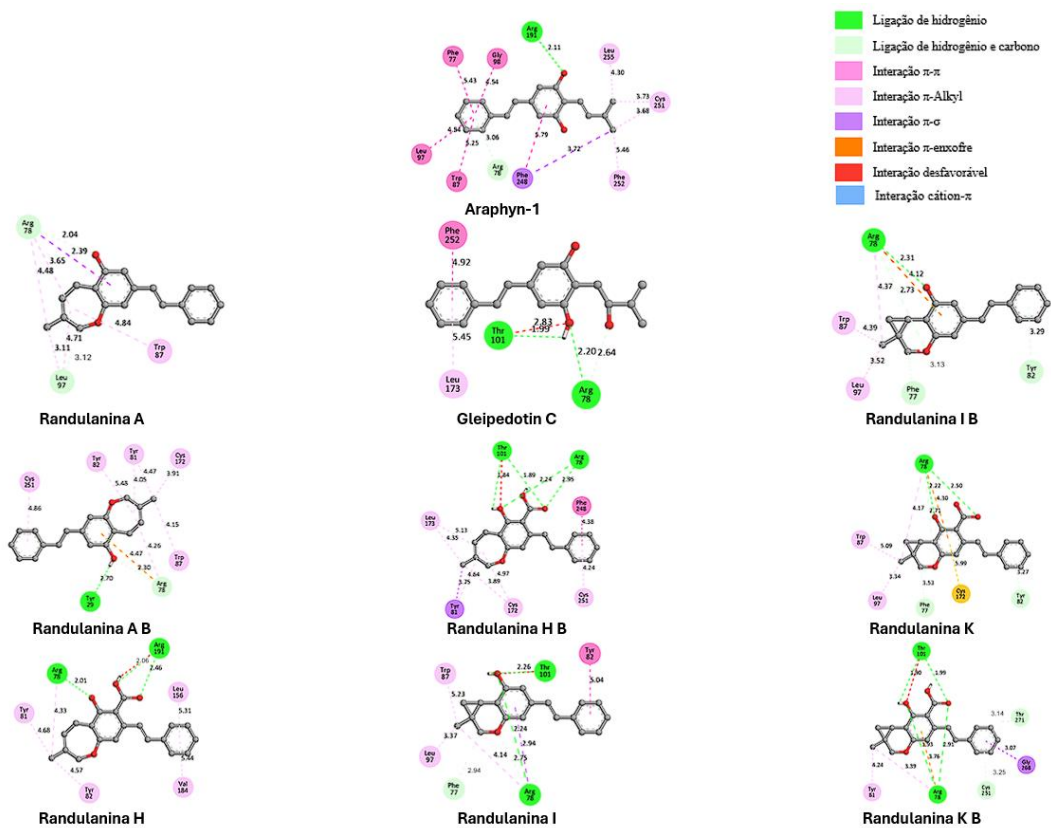 Ligação de hidrogênio
Ligação de hidrogênio e carbono
Interação π-π
Interação π-Alkyl
Interação π-σ
Interação π-enxofre
Interação desfavorável
Interação cátion-π
Arg 191
2.11
Phe 77
Gly 98
Leu 255
5.43
4.54
4.30
Cys 251
3.73
3.68
4.54
5.25
3.06
5.79
3.72
5.46
Leu 97
Trp 87
Arg 78
Phe 248
Phe 252
Araphyn-1
Arg 78
2.04
2.39
3.65
4.48
4.84
4.71
3.11
3.12
Trp 87
Leu 97
Randulanina A
Phe 252
4.92
2.83
1.99
Thr 101
5.45
2.20
2.64
Leu 173
Arg 78
Gleipedotin C
Arg 78
2.31
4.12
4.37
2.73
Trp 87
4.39
3.29
3.52
3.13
Tyr 82
Leu 97
Phe 77
Randulanina I B
Tyr 82
Tyr 81
Cys 172
Cys 251
5.48
4.47
4.05
3.91
4.86
4.15
4.26
4.47
2.30
Trp 87
2.70
Arg 78
Tyr 29
Randulanina A B
Thr 101
Arg 78
1.84
1.89
2.24
2.95
Leu 173
Phe 248
5.13
4.35
4.38
4.64
4.97
3.75
3.89
4.24
Tyr 81
Cys 172
Cys 251
Randulanina H B
Arg 78
2.22
2.50
4.30
4.17
Trp 87
5.09
5.99
3.34
3.53
3.27
Leu 97
Phe 77
Cys 172
Tyr 82
Randulanina K
Arg 191
Arg 78
2.06
2.46
2.01
Leu 156
Tyr 81
4.33
5.31
4.68
4.57
5.44
Tyr 82
Val 184
Randulanina H
Tyr 82
Trp 87
2.26
Thr 101
5.04
5.23
2.24
3.37
2.94
Leu 97
4.14
2.75
Phe 77
2.94
Arg 78
Randulanina I
Thr 101
1.90
1.99
3.14
Thr 271
3.07
Gly 268
2.91
3.76
4.24
3.39
3.25
Tyr 81
Cys 251
Arg 78
Randulanina K B